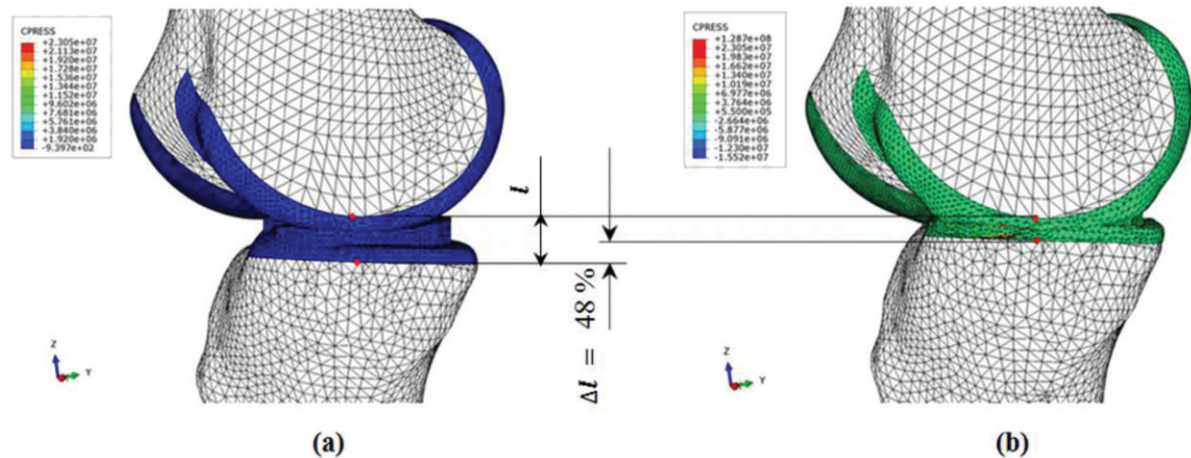 CPRESS
+2.305e+07
+2.113e+07
+1.920e+07
+1.728e+07
+1.536e+07
+1.344e+07
+1.152e+07
+9.602e+06
+7.681e+06
+5.761e+06
+3.840e+06
+1.920e+06
-9.397e+02
Z
Y
(a)
l
Δl = 48 %
CPRESS
+1.287e+08
+2.305e+07
+1.983e+07
+1.662e+07
+1.340e+07
+1.019e+07
+6.977e+06
+3.764e+06
+5.500e+05
-2.664e+06
-5.877e+06
-9.091e+06
-1.230e+07
-1.552e+07
Z
Y
(b)